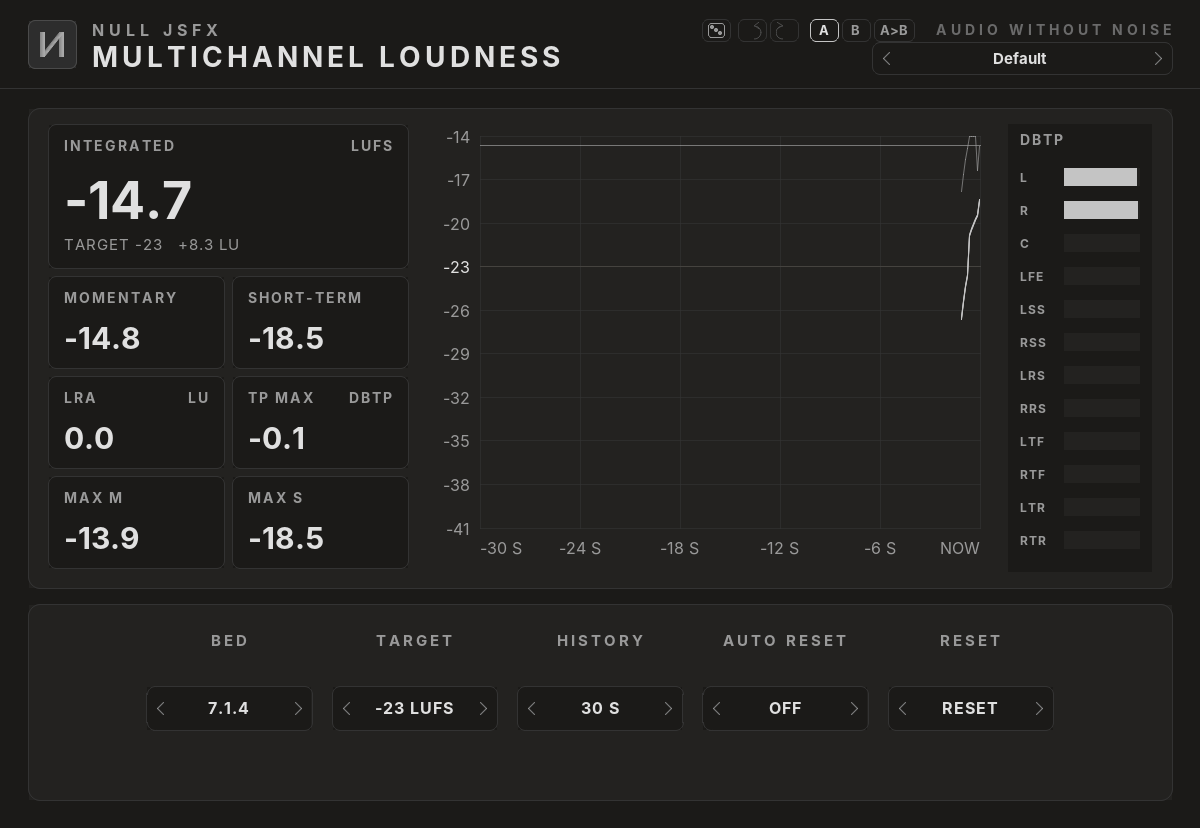 NULL JSFX
MULTICHANNEL LOUDNESS
A B A>B
AUDIO WITHOUT NOISE
Default
INTEGRATED LUFS
-14.7
TARGET -23 +8.3 LU
MOMENTARY
-14.8
SHORT-TERM
-18.5
LRA LU
0.0
TP MAX DBTP
-0.1
MAX M
-13.9
MAX S
-18.5
-14
-17
-20
-23
-26
-29
-32
-35
-38
-41
-30 S -24 S -18 S -12 S -6 S NOW
DBTP
L
R
C
LFE
LSS
RSS
LRS
RRS
LTF
RTF
LTR
RTR
BED TARGET HISTORY AUTO RESET RESET
7.1.4 -23 LUFS 30 S OFF RESET